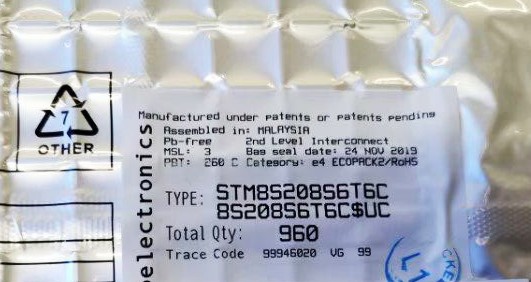 7
OTHER
electronics
Manufactured under patents or patents pending
Assembled in: MALAYSIA
Pb-free 2nd Level Interconnect
MSL: 3 Bag seal date: 24 NOV 2019
PBT: 260 C Category: e4 ECOPACK2/RoHS
TYPE: STM8S208S6T6C
8S208S6T6C$UC
Total Qty: 960
Trace Code 99946020 VG 99